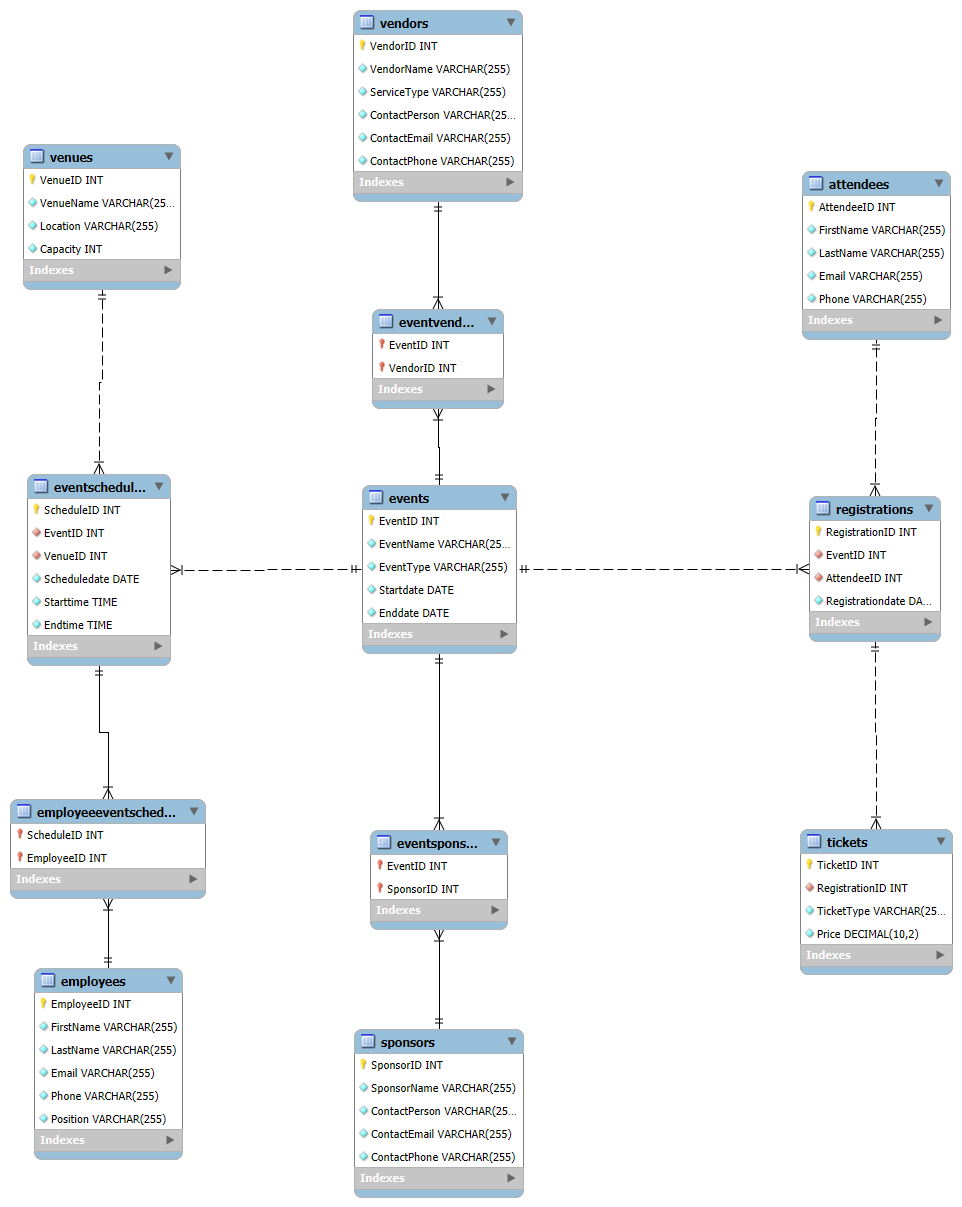 vendors
VendorID INT
VendorName VARCHAR(255)
ServiceType VARCHAR(255)
ContactPerson VARCHAR(25...
ContactEmail VARCHAR(255)
ContactPhone VARCHAR(255)
Indexes
venues
VenueID INT
VenueName VARCHAR(25...
Location VARCHAR(255)
Capacity INT
Indexes
attendees
AttendeeID INT
FirstName VARCHAR(255)
LastName VARCHAR(255)
Email VARCHAR(255)
Phone VARCHAR(255)
Indexes
eventvend...
EventID INT
VendorID INT
Indexes
eventschedul...
ScheduleID INT
EventID INT
VenueID INT
Scheduledate DATE
Starttime TIME
Endtime TIME
Indexes
events
EventID INT
EventName VARCHAR(25...
EventType VARCHAR(255)
Startdate DATE
Enddate DATE
Indexes
registrations
RegistrationID INT
EventID INT
AttendeeID INT
Registrationdate DA...
Indexes
employeeeventsched...
ScheduleID INT
EmployeeID INT
Indexes
eventspons...
EventID INT
SponsorID INT
Indexes
tickets
TicketID INT
RegistrationID INT
TicketType VARCHAR(25...
Price DECIMAL(10,2)
Indexes
employees
EmployeeID INT
FirstName VARCHAR(255)
LastName VARCHAR(255)
Email VARCHAR(255)
Phone VARCHAR(255)
Position VARCHAR(255)
Indexes
sponsors
SponsorID INT
SponsorName VARCHAR(255)
ContactPerson VARCHAR(25...
ContactEmail VARCHAR(255)
ContactPhone VARCHAR(255)
Indexes